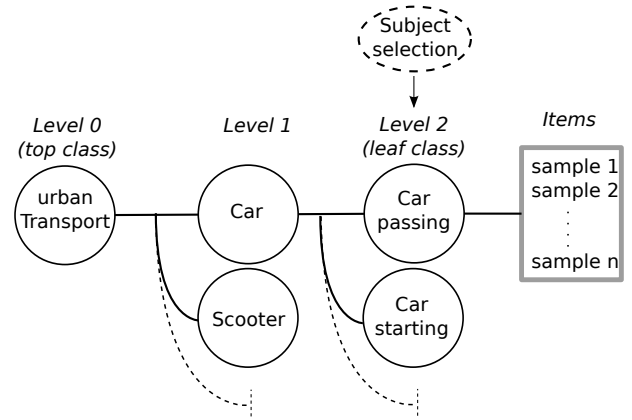 Subject
selection
Level 0
(top class)
Level 1
Level 2
(leaf class)
Items
urban
Transport
Car
Car
passing
sample 1
sample 2
sample n
Scooter
Car
starting